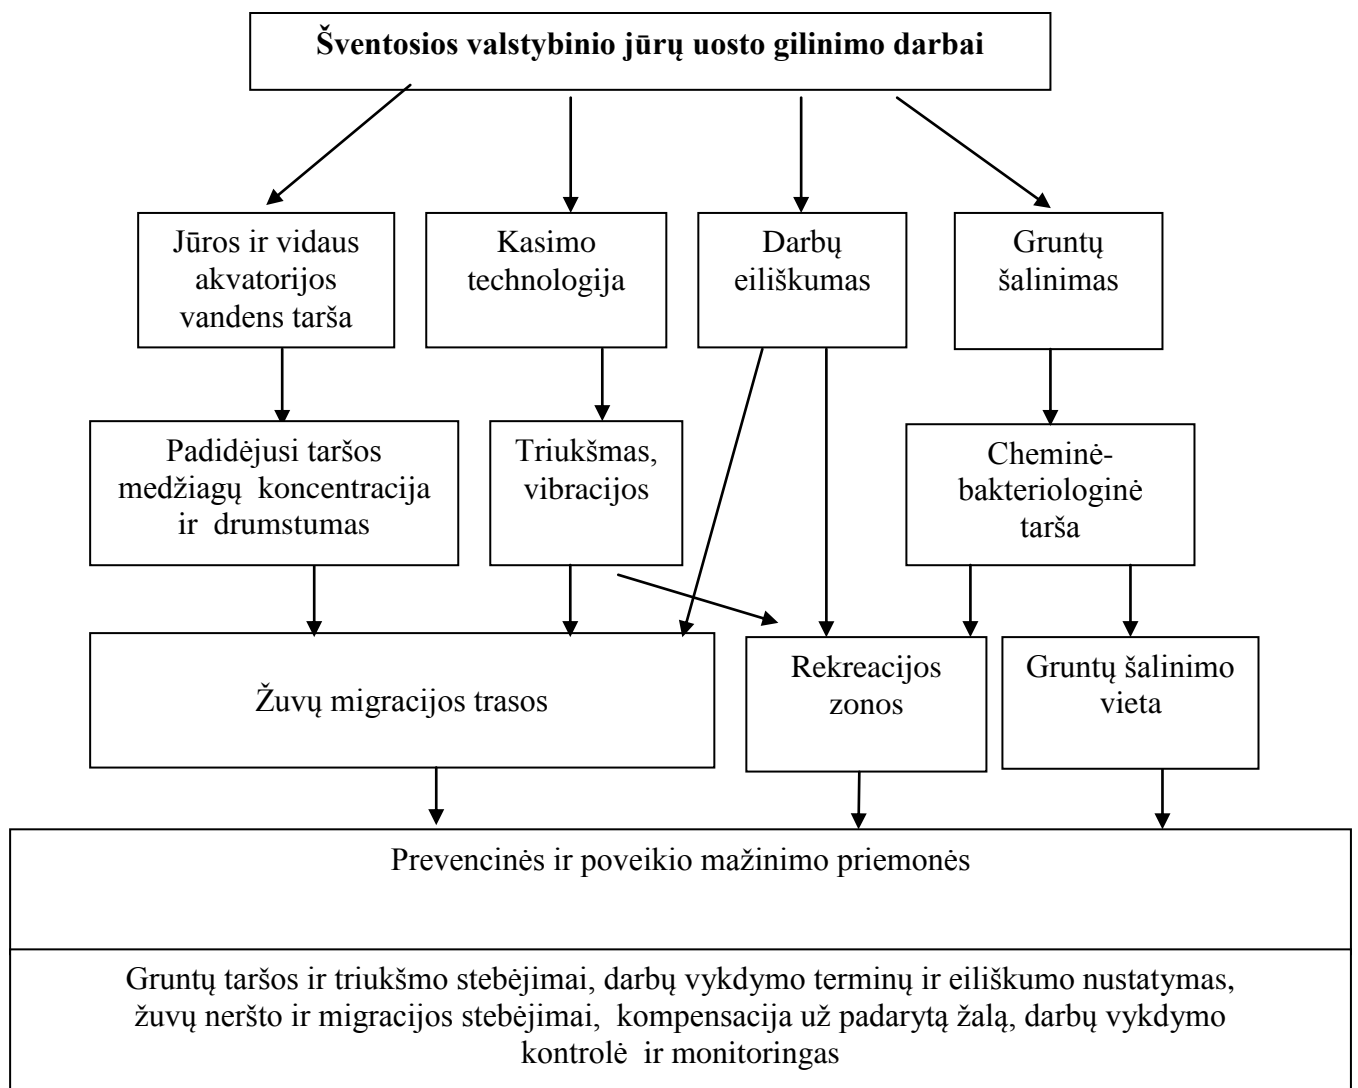 Šventosios valstybinio jūrų uosto gilinimo darbai
Jūros ir vidaus
akvatorijos
vandens tarša
Kasimo
technologija
Darbų
eiliškumas
Gruntų
šalinimas
Padidėjusi taršos
medžiagų koncentracija
ir drumstumas
Triukšmas,
vibracijos
Cheminė-
bakteriologinė
tarša
Žuvų migracijos trasos
Rekreacijos
zonos
Gruntų šalinimo
vieta
Prevencinės ir poveikio mažinimo priemonės
Gruntų taršos ir triukšmo stebėjimai, darbų vykdymo terminų ir eiliškumo nustatymas,
žuvų neršto ir migracijos stebėjimai, kompensacija už padarytą žalą, darbų vykdymo
kontrolė ir monitoringas